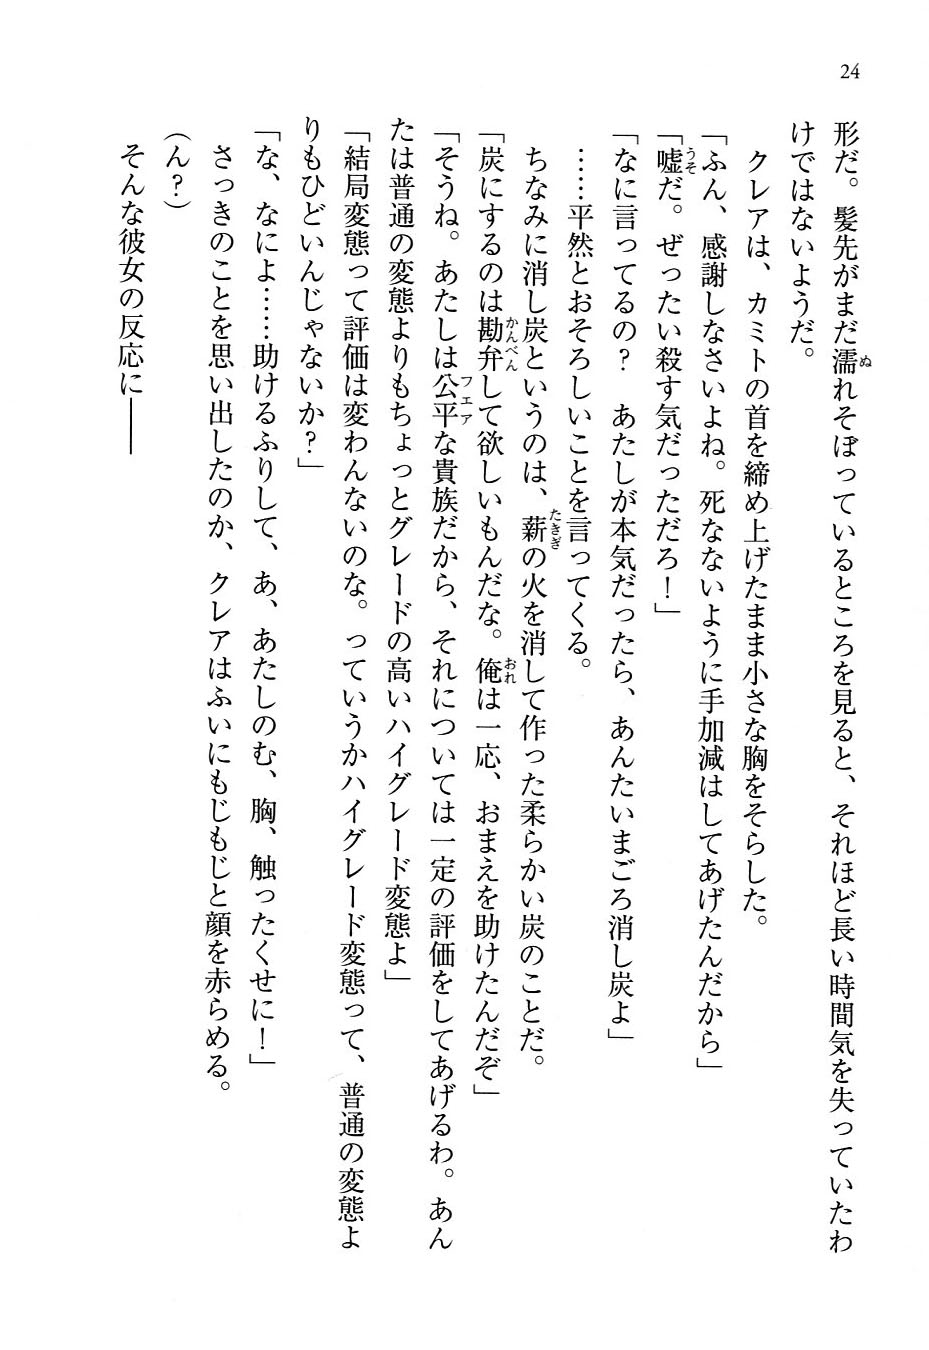 24
形だ。髪先がまだ濡れそぼっているところを見ると、それほど長い時間気を失っていたわ
けではないようだ。
クレアは、カミトの首を締め上げたまま小さな胸をそらした。
「ふん、感謝しなさいよね。死なないように手加減はしてあげたんだから」
「嘘だ。ぜったい殺す気だっただろ！」
「なに言ってるの？　あたしが本気だったら、あんたいまごろ消し炭よ」
……平然とおそろしいことを言ってくる。
ちなみに消し炭というのは、薪の火を消して作った柔らかい炭のことだ。
「炭にするのは勘弁して欲しいもんだな。俺は一応、おまえを助けたんだぞ」
「そうね。あたしは公平な貴族だから、それについては一定の評価をしてあげるわ。あん
たは普通の変態よりもちょっとグレードの高いハイグレード変態よ」
「結局変態って評価は変わんないのな。っていうかハイグレード変態って、普通の変態よ
りもひどいんじゃないか？」
「な、なによ……助けるふりして、あ、あたしのむ、胸、触ったくせに！」
さっきのことを思い出したのか、クレアはふいにもじもじと顔を赤らめる。
（ん？）
そんな彼女の反応に――